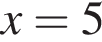 x = 5